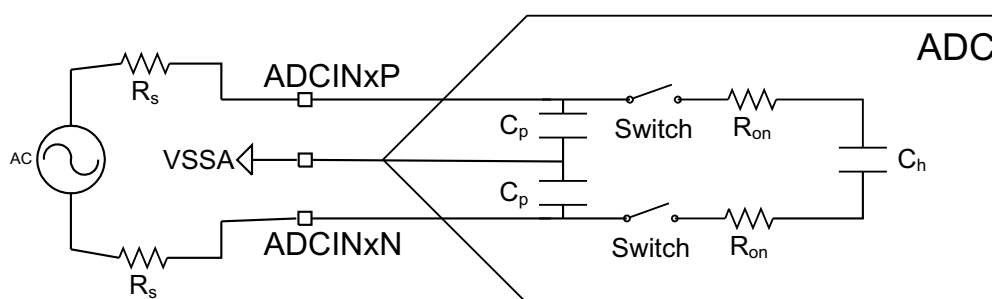 ADC
ADCINxP
Rs
Cp
Switch
Ron
AC
VSSA
Ch
Cp
ADCINxN
Rs
Switch
Ron